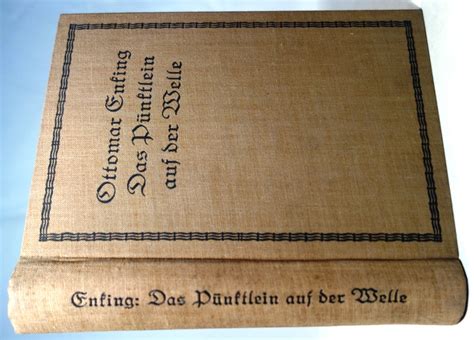 Ottomar Enking
Das Pünktlein
auf der Welle
Enking: Das Pünktlein auf der Welle